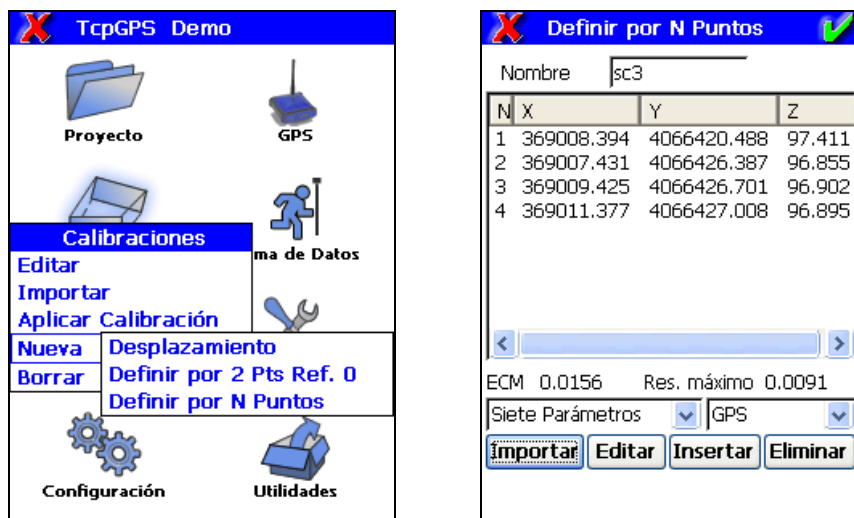 TcpGPS Demo
Proyecto
GPS
Calibraciones
Editar
Importar
Aplicar Calibración
Nueva
Borrar
ma de Datos
Desplazamiento
Definir por 2 Pts Ref. 0
Definir por N Puntos
Configuración
Utilidades
Definir por N Puntos
Nombre sc3
N X Y Z
1 369008.394 4066420.488 97.411
2 369007.431 4066426.387 96.855
3 369009.425 4066426.701 96.902
4 369011.377 4066427.008 96.895
ECM 0.0156 Res. máximo 0.0091
Siete Parámetros GPS
Importar Editar Insertar Eliminar